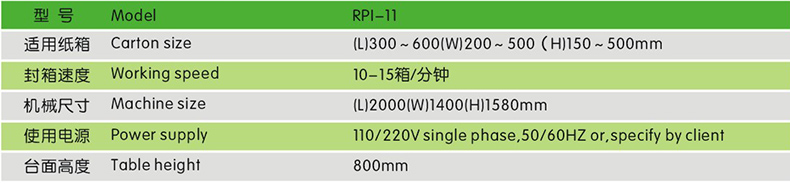 型 号 Model RPI-11
适用纸箱 Carton size (L)300~600(W)200~500 (H)150~500mm
封箱速度 Working speed 10-15箱/分钟
机械尺寸 Machine size (L)2000(W)1400(H)1580mm
使用电源 Power supply 110/220V single phase,50/60HZ or,specify by client
台面高度 Table height 800mm